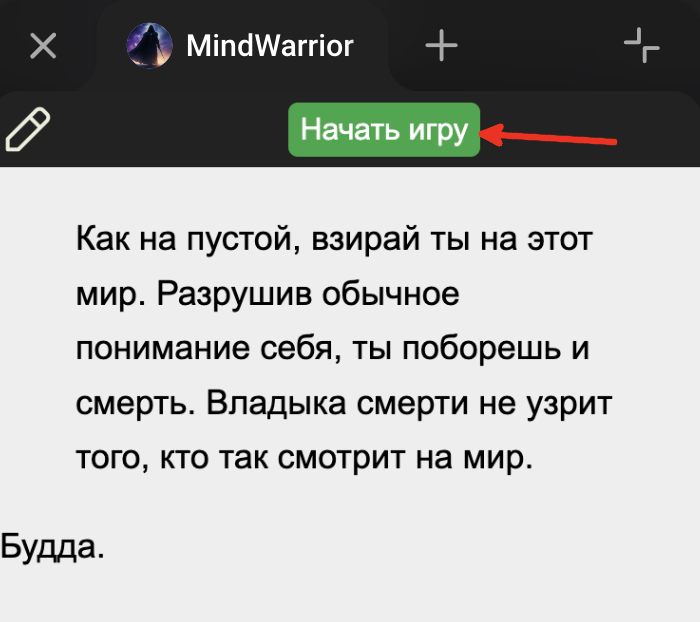 MindWarrior
Начать игру
Как на пустой, взирай ты на этот
мир. Разрушив обычное
понимание себя, ты поборешь и
смерть. Владыка смерти не узрит
того, кто так смотрит на мир.
Будда.